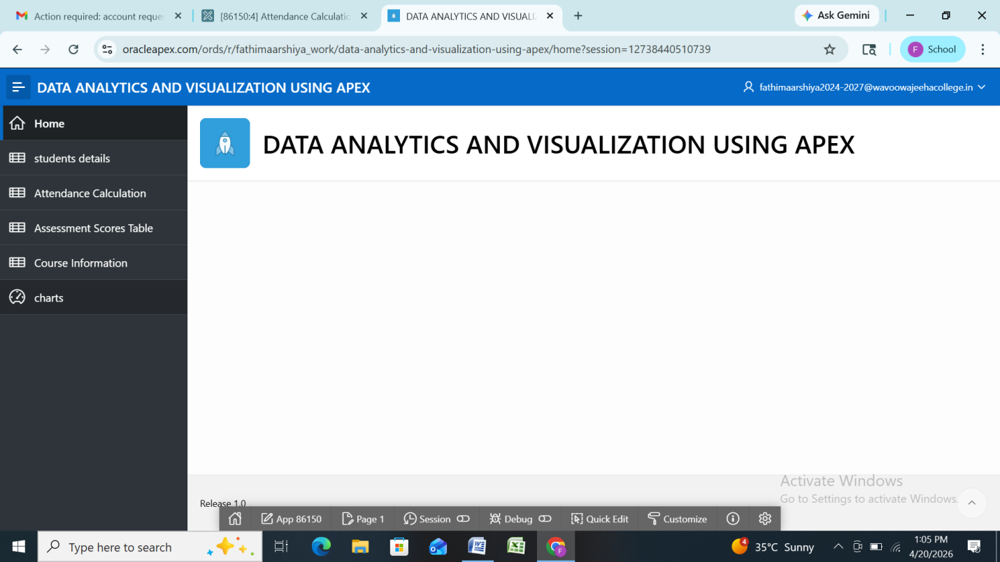 Action required: account reque
[86150:4] Attendance Calculatio
DATA ANALYTICS AND VISUALI
Ask Gemini
oracleapex.com/ords/r/fathimaarshiya_work/data-analytics-and-visualization-using-apex/home?session=12738440510739
F School
DATA ANALYTICS AND VISUALIZATION USING APEX
fathimaarshiya2024-2027@wavoowajeehacollege.in
Home
students details
Attendance Calculation
Assessment Scores Table
Course Information
charts
DATA ANALYTICS AND VISUALIZATION USING APEX
Activate Windows
Go to Settings to activate Windows.
Release 1.0
App 86150 Page 1 Session Debug Quick Edit Customize
Type here to search
4 35°C Sunny
1:05 PM
4/20/2026